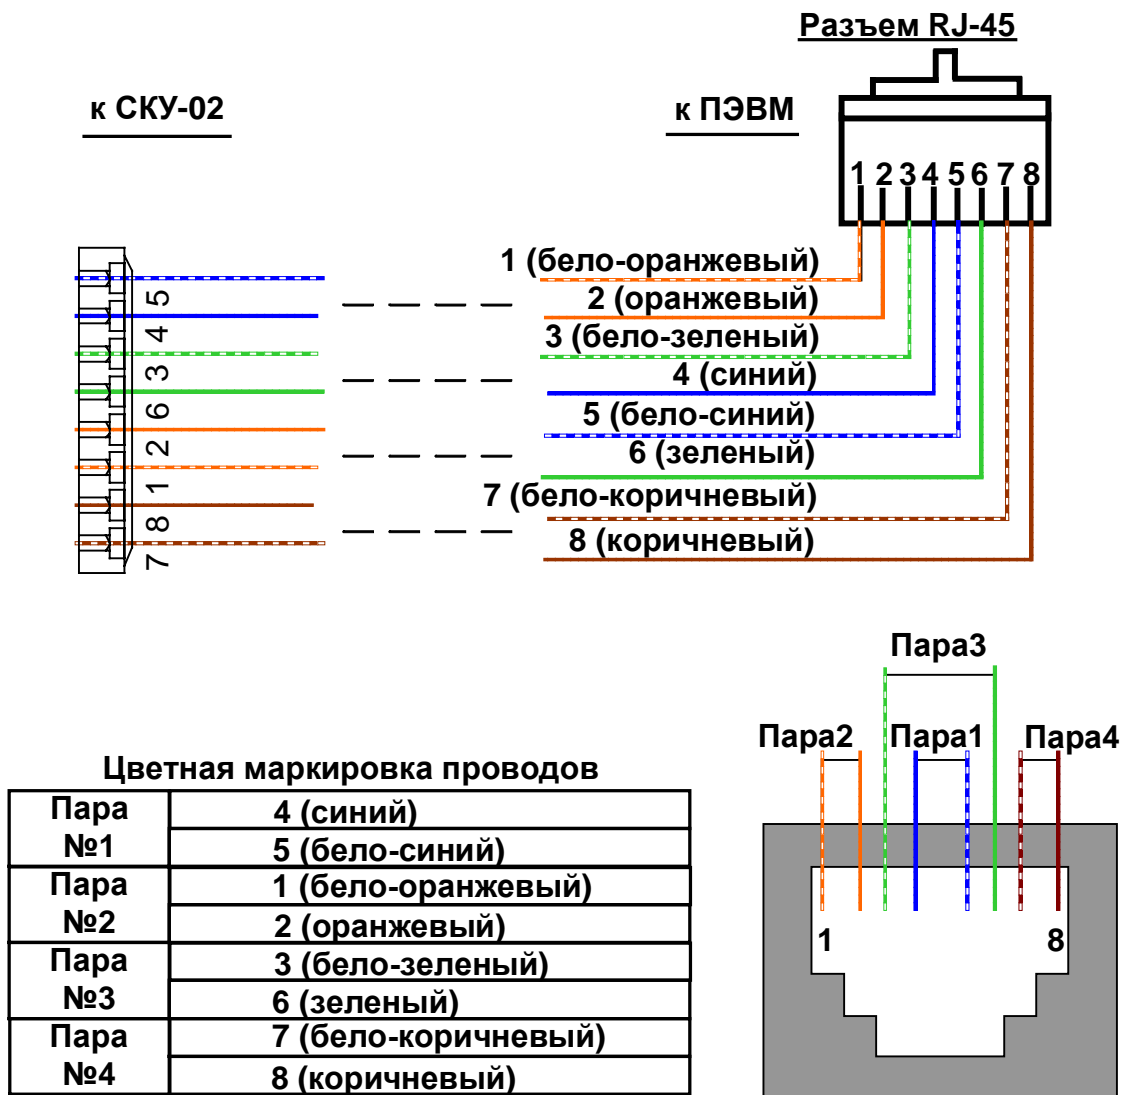 Разъем RJ-45
к СКУ-02
к ПЭВМ
1 2 3 4 5 6 7 8
1 (бело-оранжевый)
2 (оранжевый)
3 (бело-зеленый)
4 (синий)
5 (бело-синий)
6 (зеленый)
7 (бело-коричневый)
8 (коричневый)
5
4
3
6
2
1
8
7
Пара3
Пара2 Пара1 Пара4
1 8
Цветная маркировка проводов
Пара №1
4 (синий)
5 (бело-синий)
Пара №2
1 (бело-оранжевый)
2 (оранжевый)
Пара №3
3 (бело-зеленый)
6 (зеленый)
Пара №4
7 (бело-коричневый)
8 (коричневый)